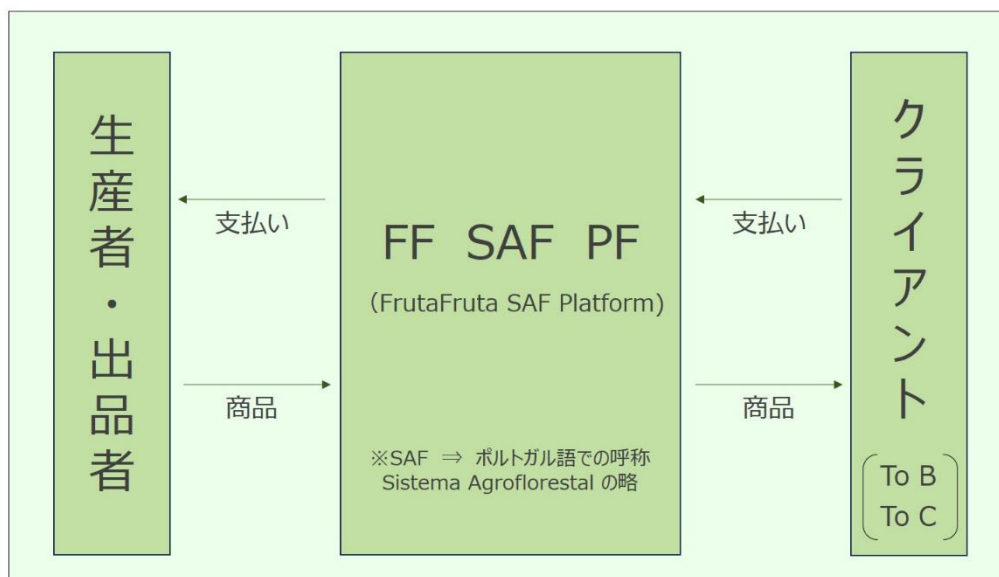 生産者・出品者
支払い
商品
FF SAF PF
(FrutaFruta SAF Platform)
※SAF ⇒ ポルトガル語での呼称
Sistema Agroflorestal の略
支払い
商品
クライアント
To B
To C